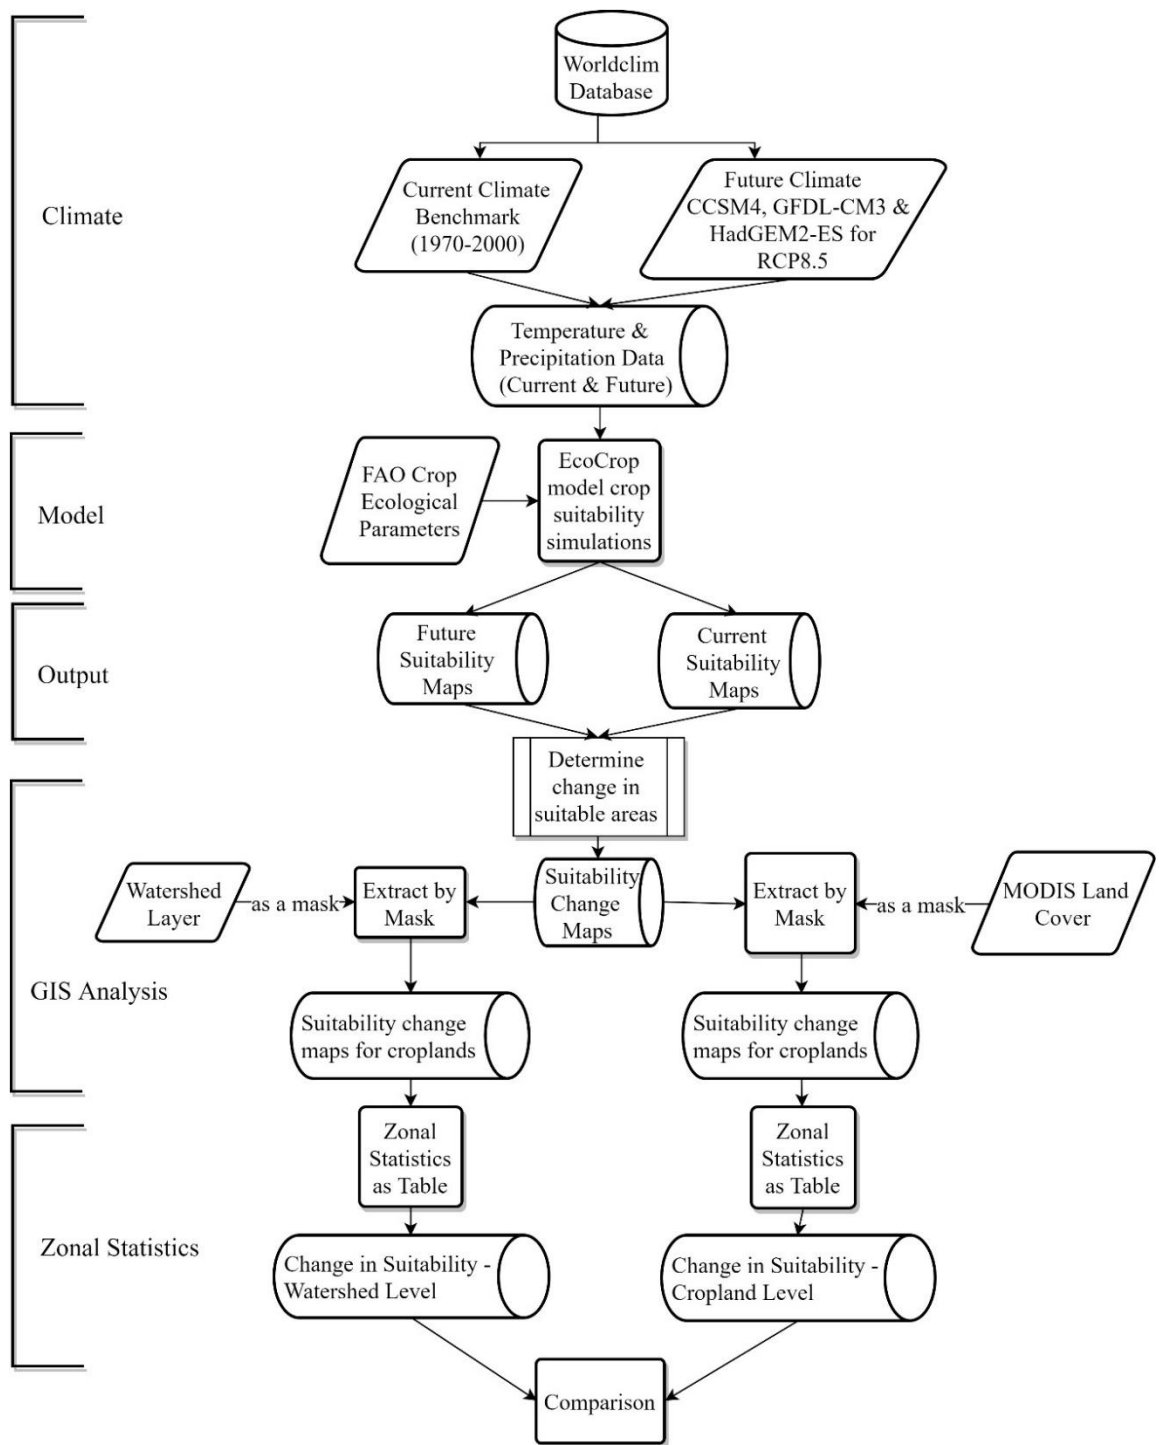 Worldclim
Database
Climate
Current Climate
Benchmark
(1970-2000)
Future Climate
CCSM4, GFDL-CM3 &
HadGEM2-ES for
RCP8.5
Temperature &
Precipitation Data
(Current & Future)
Model
FAO Crop
Ecological
Parameters
EcoCrop
model crop
suitability
simulations
Output
Future
Suitability
Maps
Current
Suitability
Maps
Determine
change in
suitable areas
GIS Analysis
Watershed
Layer
as a mask
Extract by
Mask
Suitability
Change
Maps
Extract by
Mask
as a mask
MODIS Land
Cover
Suitability change
maps for croplands
Suitability change
maps for croplands
Zonal Statistics
Zonal
Statistics
as Table
Zonal
Statistics
as Table
Change in Suitability -
Watershed Level
Change in Suitability -
Cropland Level
Comparison